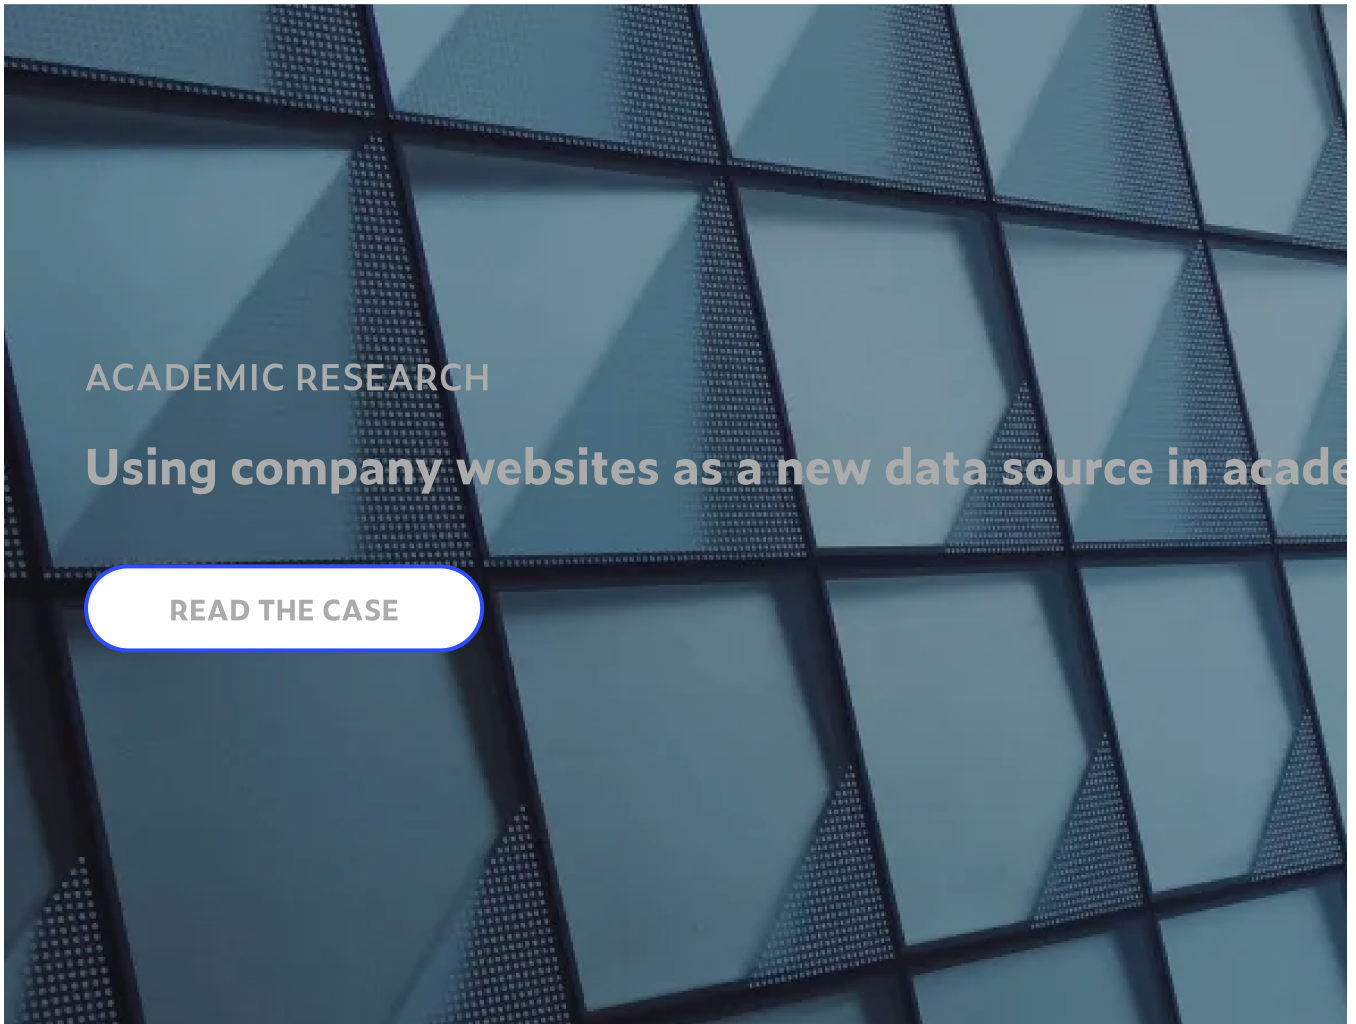 ACADEMIC RESEARCH
Using company websites as a new data source in acade
READ THE CASE